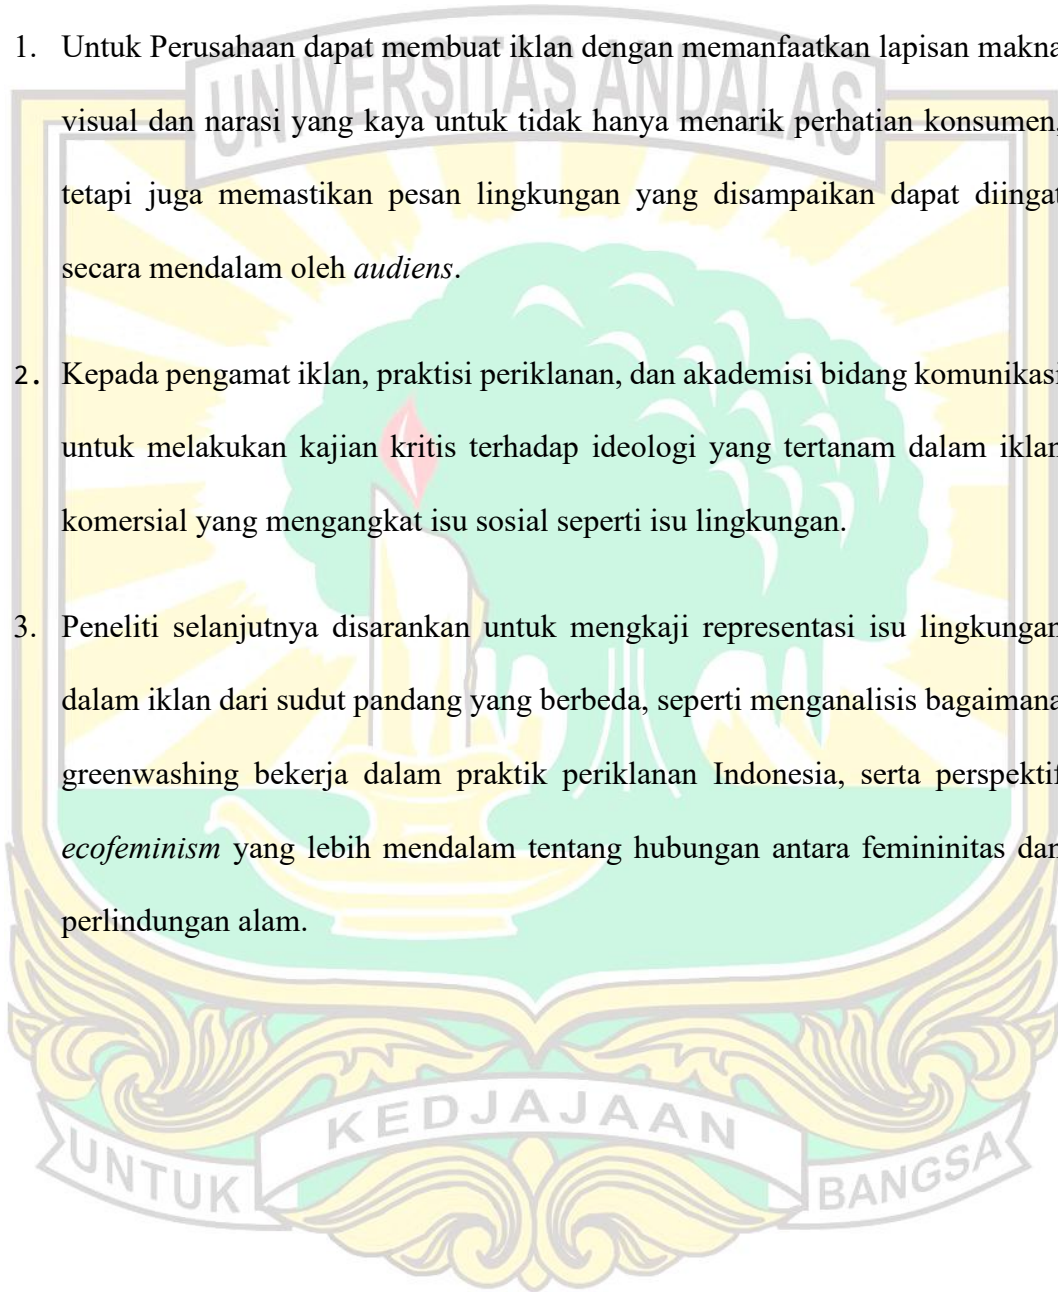 UNIVERSITAS ANDALAS
1. Untuk Perusahaan dapat membuat iklan dengan memanfaatkan lapisan makna
visual dan narasi yang kaya untuk tidak hanya menarik perhatian konsumen,
tetapi juga memastikan pesan lingkungan yang disampaikan dapat diingat
secara mendalam oleh audiens.
2. Kepada pengamat iklan, praktisi periklanan, dan akademisi bidang komunikasi
untuk melakukan kajian kritis terhadap ideologi yang tertanam dalam iklan
komersial yang mengangkat isu sosial seperti isu lingkungan.
3. Peneliti selanjutnya disarankan untuk mengkaji representasi isu lingkungan
dalam iklan dari sudut pandang yang berbeda, seperti menganalisis bagaimana
greenwashing bekerja dalam praktik periklanan Indonesia, serta perspektif
ecofeminism yang lebih mendalam tentang hubungan antara femininitas dan
perlindungan alam.
UNTUK KEDJAJAAN BANGSA